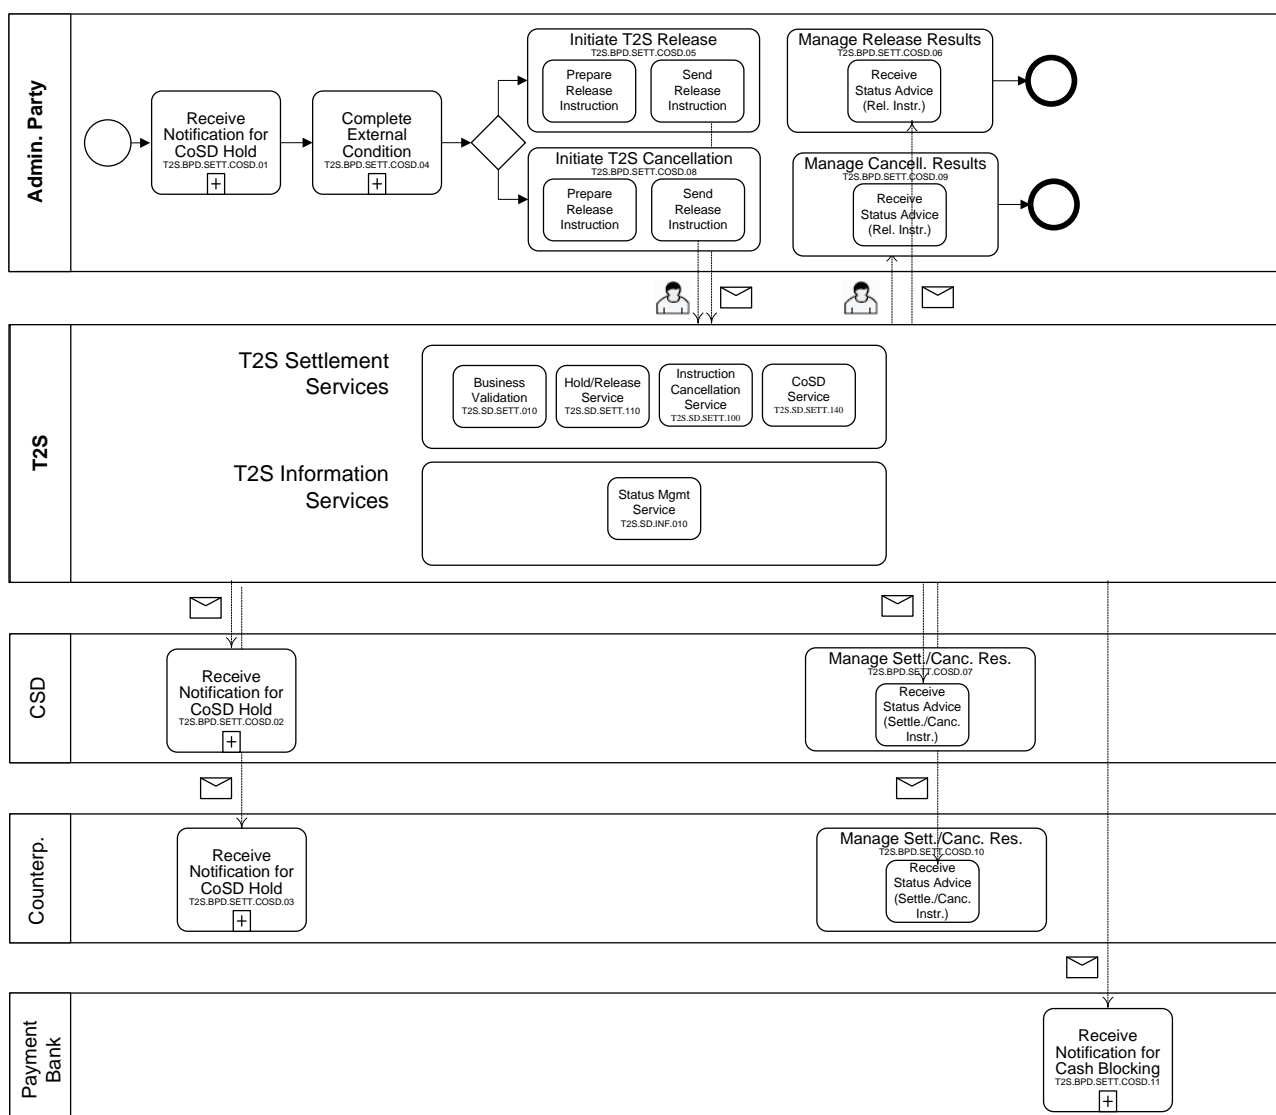 Admin. Party
Receive
Notification for
CoSD Hold
T2S.BPD.SETT.COSD.01
Complete
External
Condition
T2S.BPD.SETT.COSD.04
Initiate T2S Release
T2S.BPD.SETT.COSD.05
Prepare
Release
Instruction
Send
Release
Instruction
Initiate T2S Cancellation
T2S.BPD.SETT.COSD.08
Prepare
Release
Instruction
Send
Release
Instruction
Manage Release Results
T2S.BPD.SETT.COSD.06
Receive
Status Advice
(Rel. Instr.)
Manage Cancell. Results
T2S.BPD.SETT.COSD.09
Receive
Status Advice
(Rel. Instr.)
T2S
T2S Settlement
Services
Business
Validation
T2S.SD.SETT.010
Hold/Release
Service
T2S.SD.SETT.110
Instruction
Cancellation
Service
T2S.SD.SETT.100
CoSD
Service
T2S.SD.SETT.140
T2S Information
Services
Status Mgmt
Service
T2S.SD.INF.010
CSD
Receive
Notification for
CoSD Hold
T2S.BPD.SETT.COSD.02
Manage Sett./Canc. Res.
T2S.BPD.SETT.COSD.07
Receive
Status Advice
(Settle./Canc.
Instr.)
Counterp.
Receive
Notification for
CoSD Hold
T2S.BPD.SETT.COSD.03
Manage Sett./Canc. Res.
T2S.BPD.SETT.COSD.10
Receive
Status Advice
(Settle./Canc.
Instr.)
Payment
Bank
Receive
Notification for
Cash Blocking
T2S.BPD.SETT.COSD.11